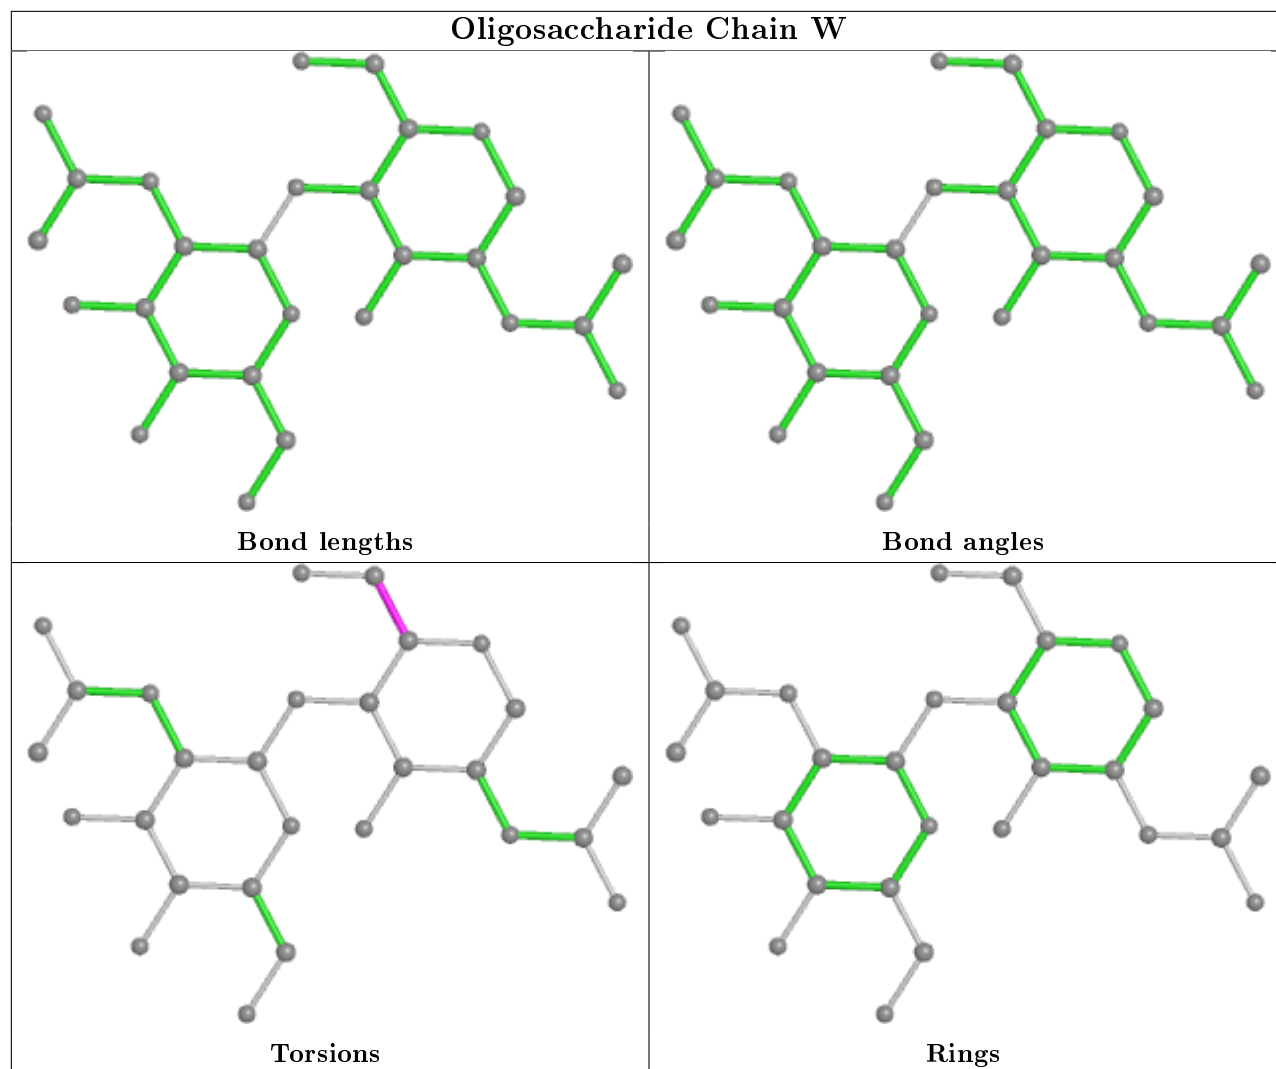 Oligosaccharide Chain W
Bond lengths
Bond angles
Torsions
Rings